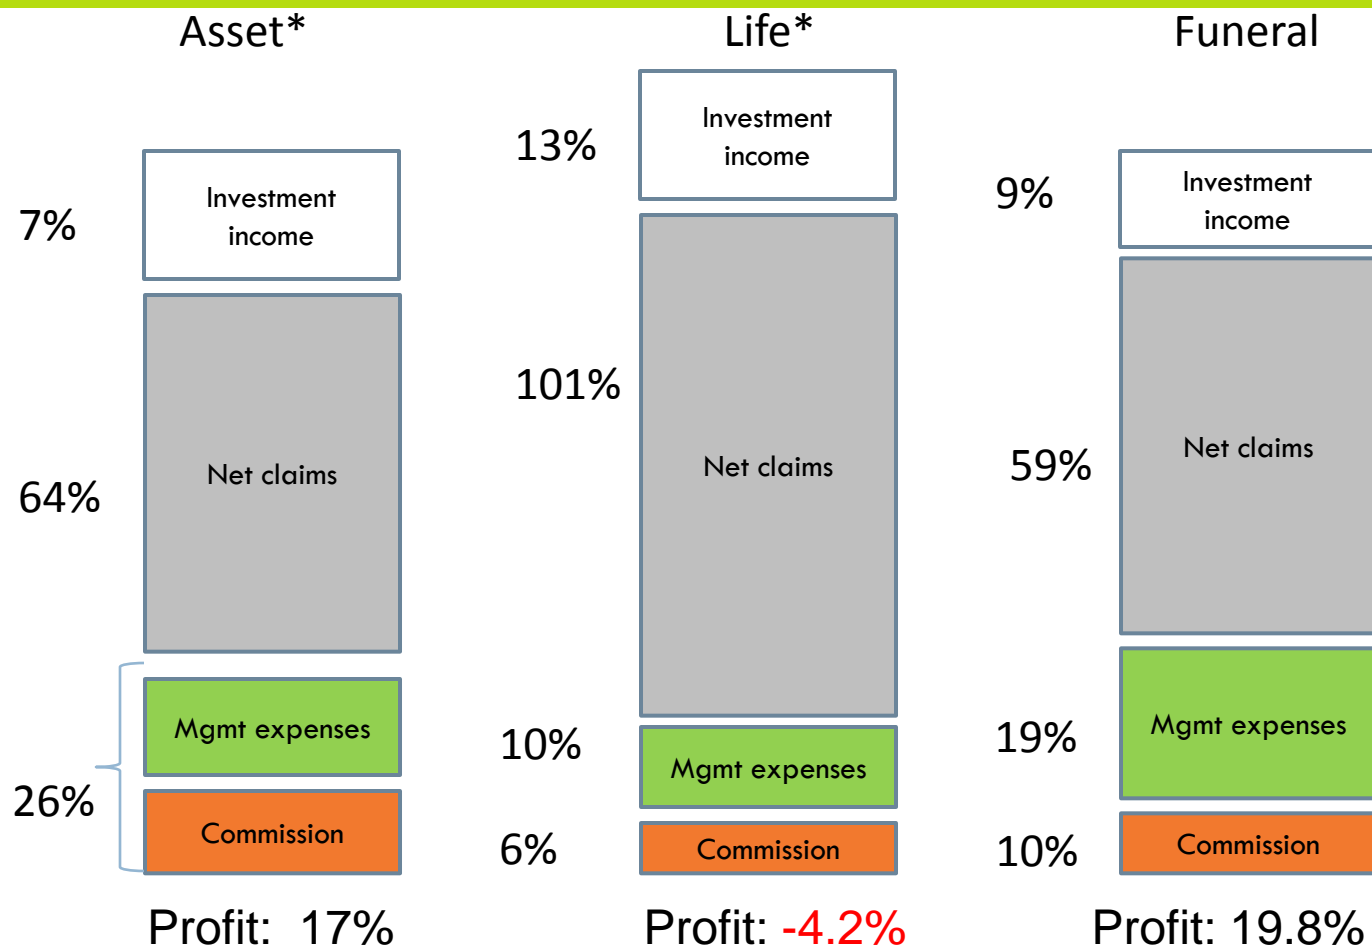 Asset*
Life*
Funeral
7%
Investment
income
64%
Net claims
26%
Mgmt expenses
Commission
Profit: 17%
13%
Investment
income
101%
Net claims
10%
Mgmt expenses
6%
Commission
Profit: -4.2%
9%
Investment
income
59%
Net claims
19%
Mgmt expenses
10%
Commission
Profit: 19.8%